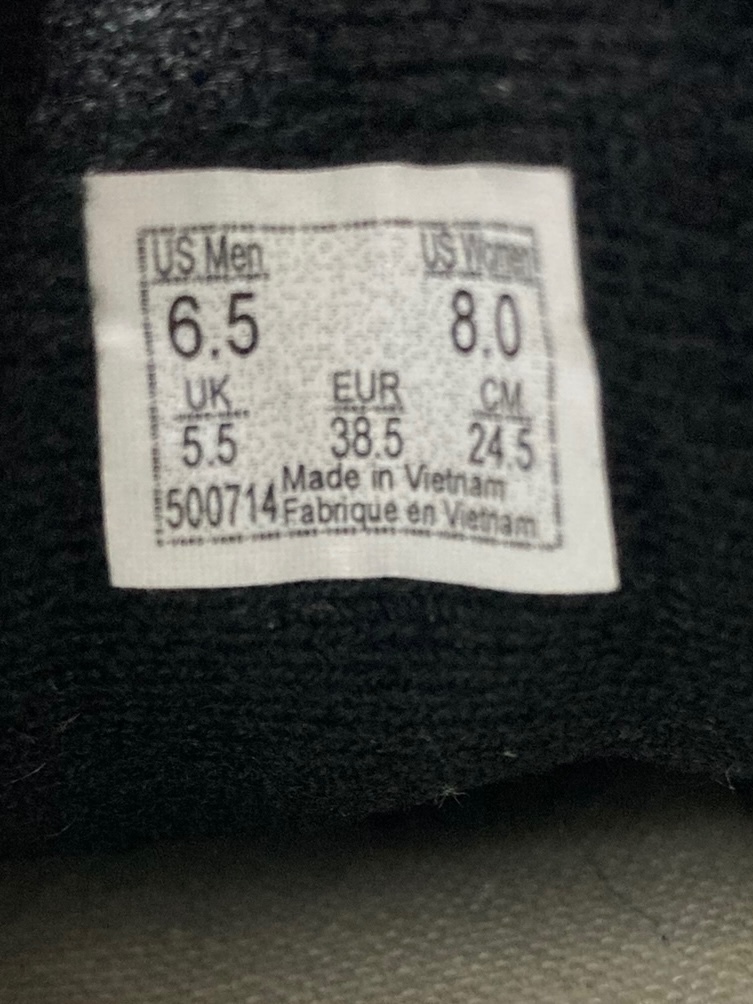 US Men US Women
6.5 8.0
UK EUR CM
5.5 38.5 24.5
Made in Vietnam
500714 Fabriqué en Vietnam